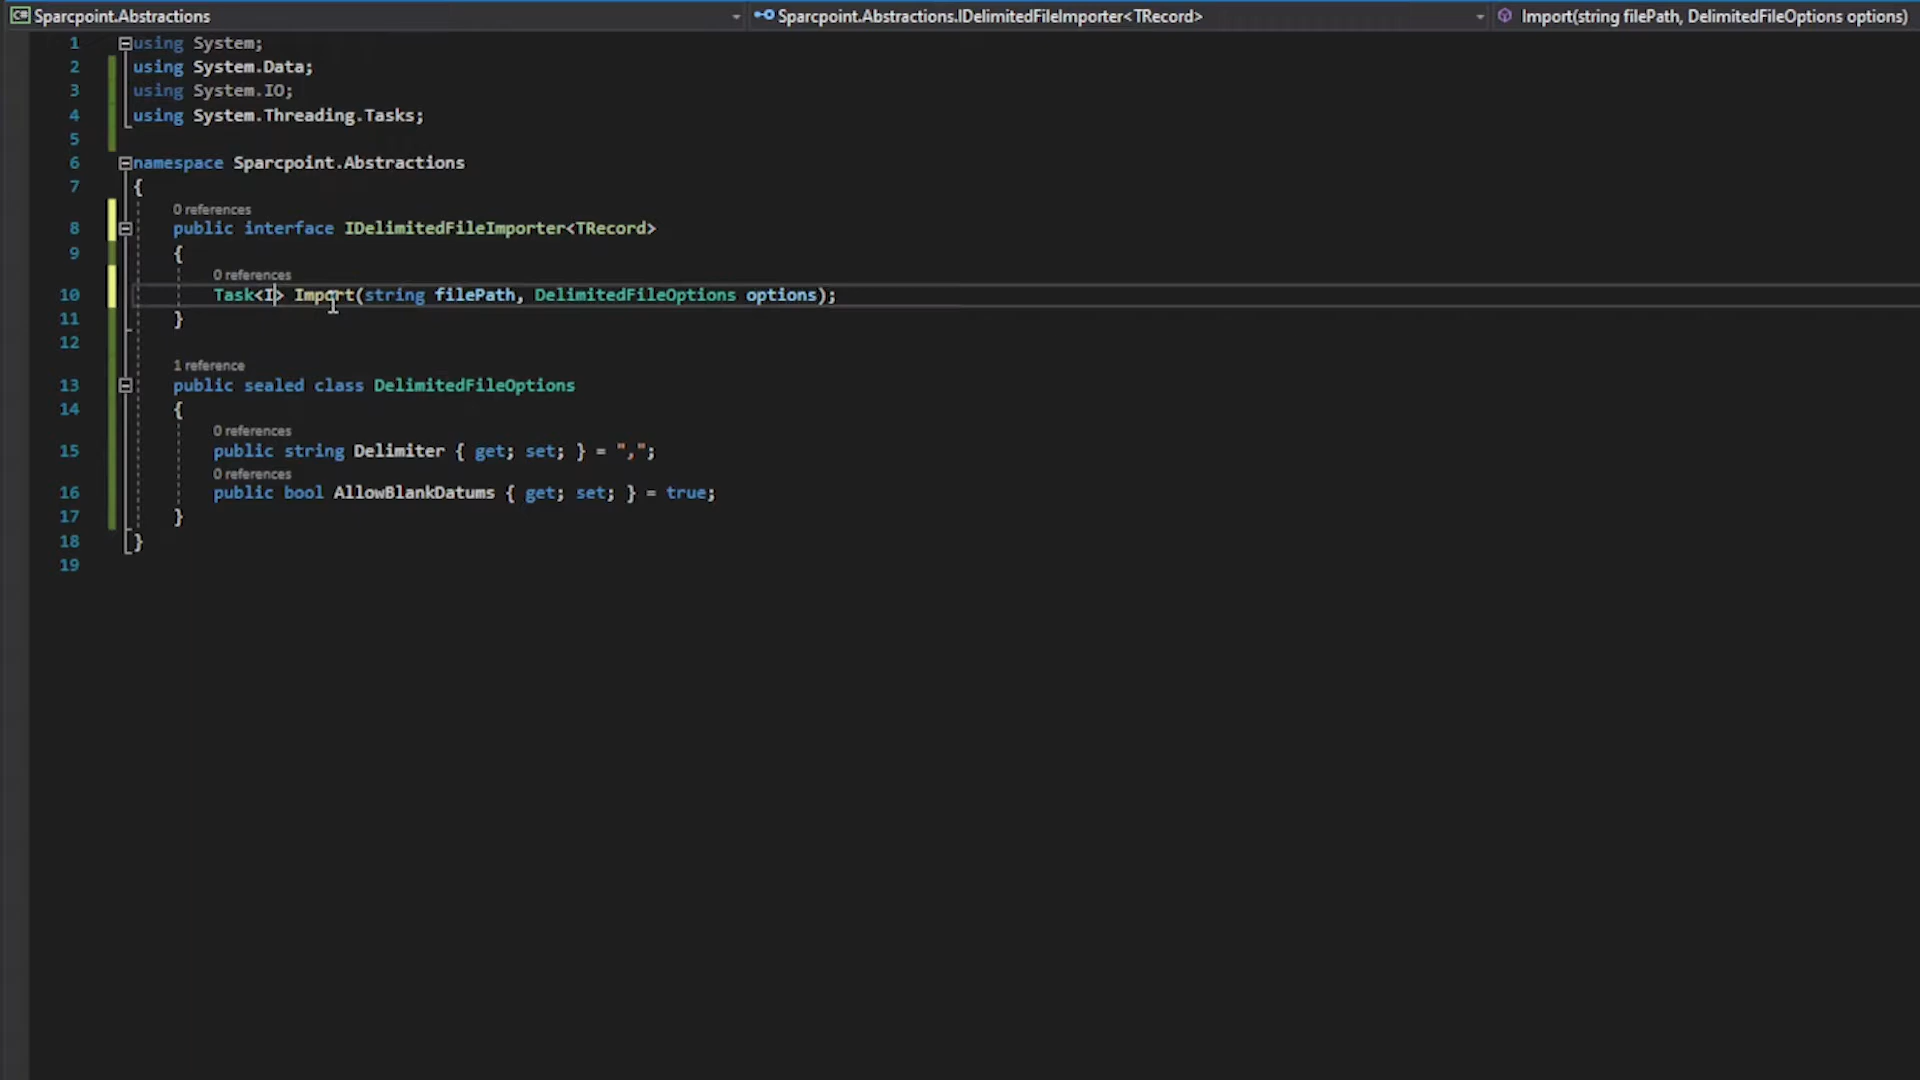 C# Sparcpoint.Abstractions Sparcpoint.Abstractions.IDelimitedFileImporter<TRecord> Import(string filePath, DelimitedFileOptions options)
1 using System;
2 using System.Data;
3 using System.IO;
4 using System.Threading.Tasks;
5
6 namespace Sparcpoint.Abstractions
7 {
0 references
8 public interface IDelimitedFileImporter<TRecord>
9 {
0 references
10 Task<I> Import(string filePath, DelimitedFileOptions options);
11 }
12
1 reference
13 public sealed class DelimitedFileOptions
14 {
0 references
15 public string Delimiter { get; set; } = ",";
0 references
16 public bool AllowBlankDatums { get; set; } = true;
17 }
18 }
19